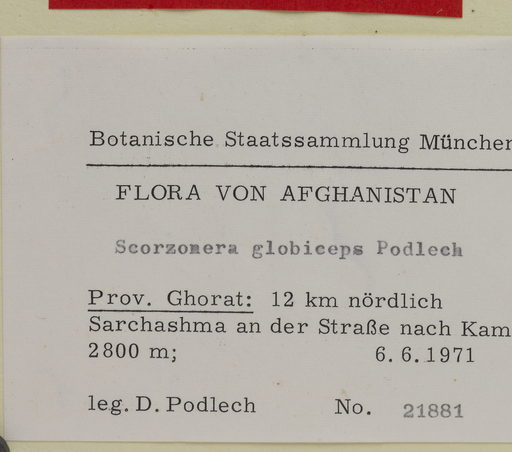 Botanische Staatssammlung München
FLORA VON AFGHANISTAN
Scorzonera globiceps Podlech
Prov. Ghorat: 12 km nördlich
Sarchashma an der Straße nach Kam
2800 m; 6.6.1971
leg. D. Podlech No. 21881